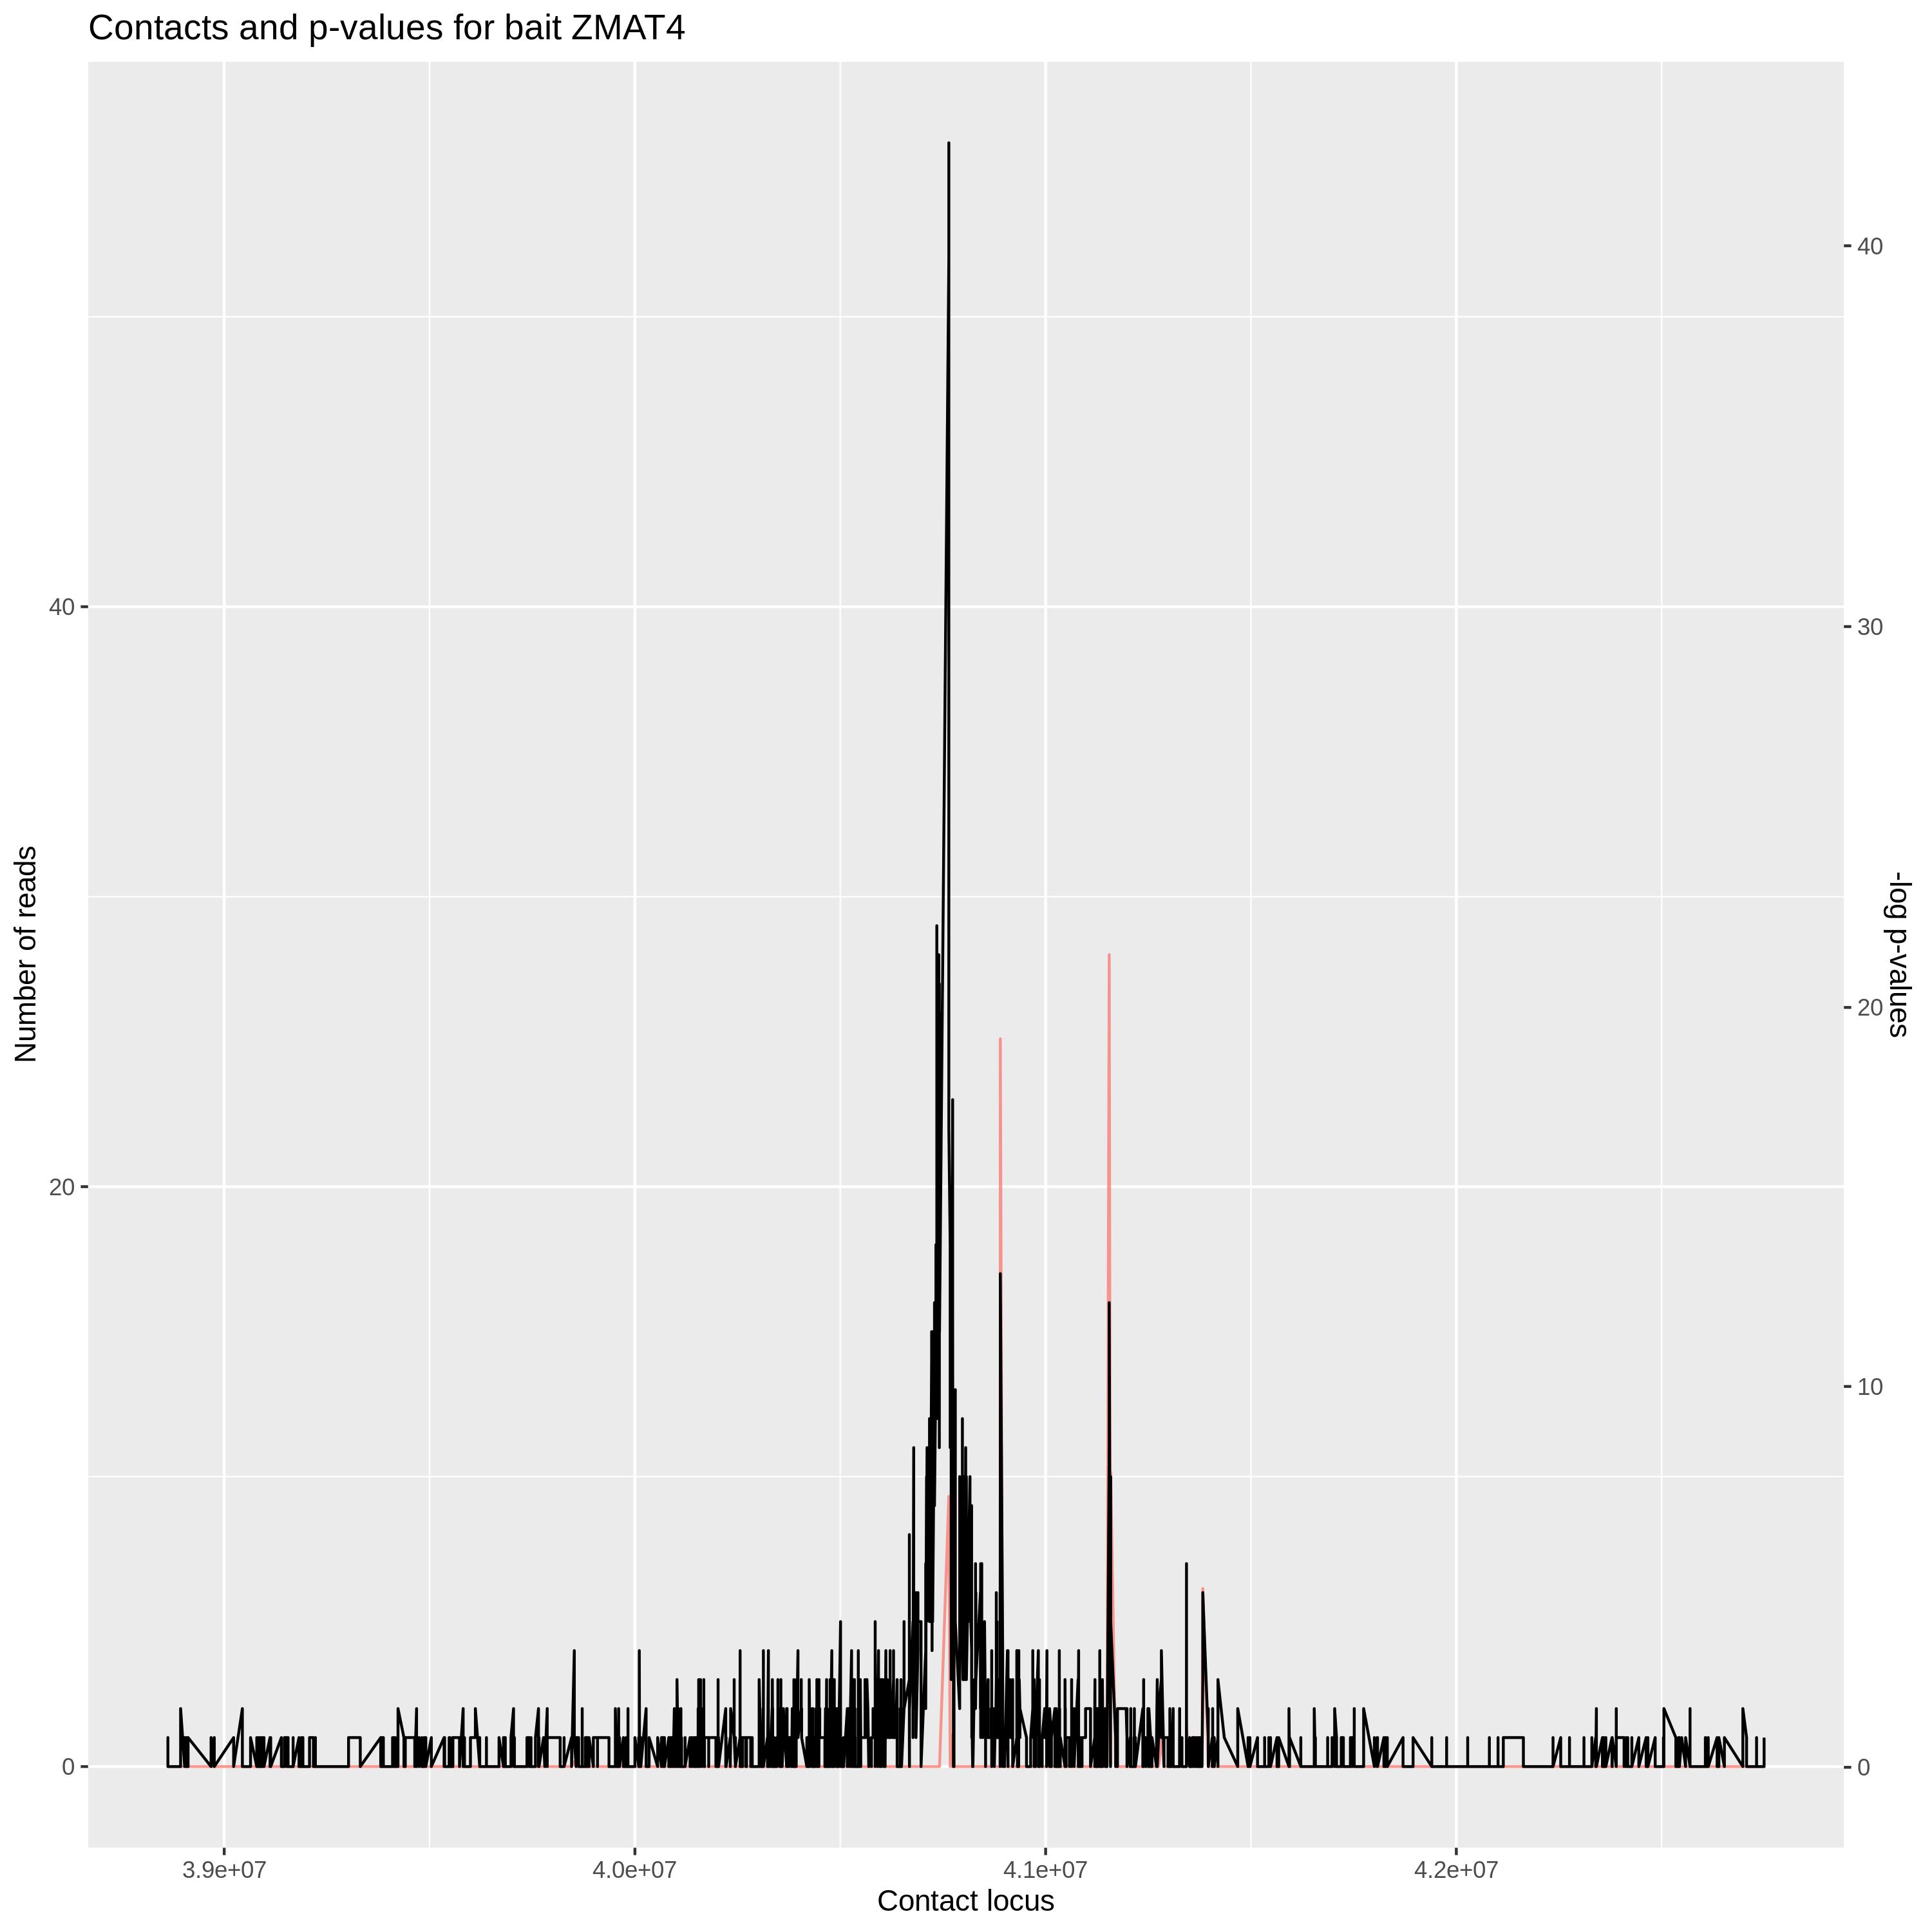 Contacts and p-values for bait ZMAT4
Number of reads
40
20
0
40
30
20
10
0
-log p-values
3.9e+07 4.0e+07 4.1e+07 4.2e+07
Contact locus